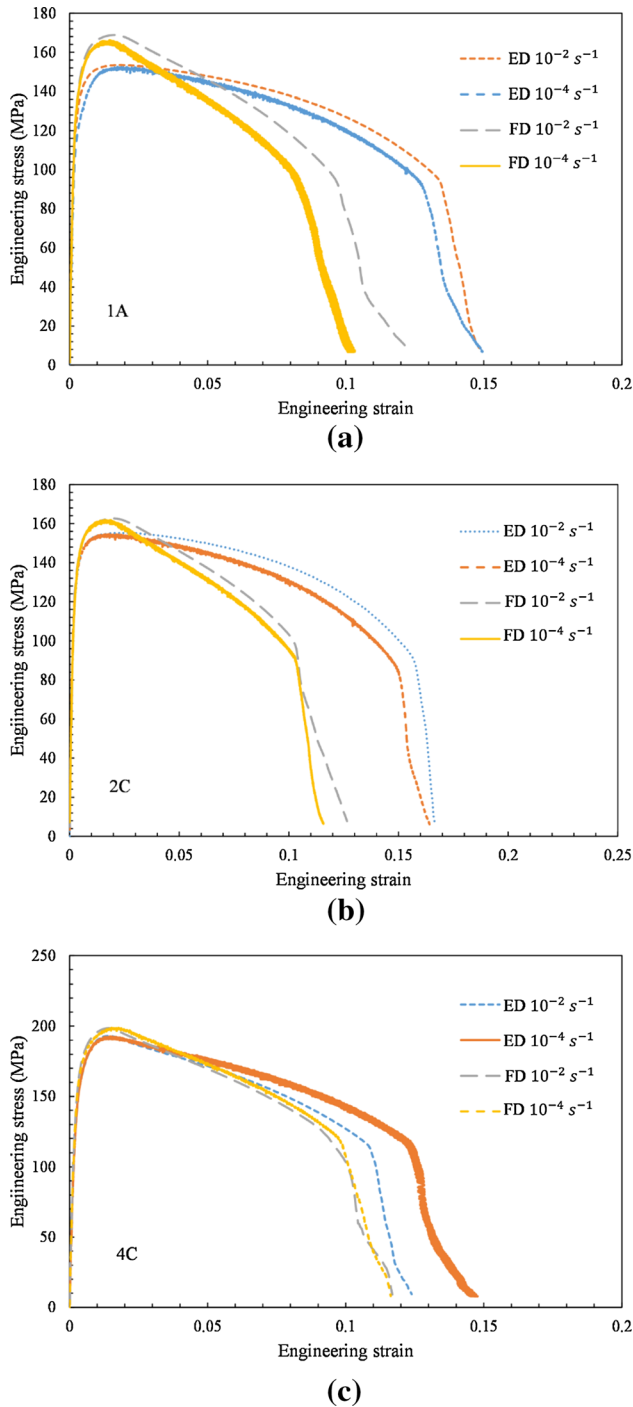 180
160
140
120
100
80
60
40
20
0
Engiineering stress (MPa)
ED 10⁻² s⁻¹
ED 10⁻⁴ s⁻¹
FD 10⁻² s⁻¹
FD 10⁻⁴ s⁻¹
1A
0 0.05 0.1 0.15 0.2
Engineering strain
(a)
180
160
140
120
100
80
60
40
20
0
Engiineering stress (MPa)
ED 10⁻² s⁻¹
ED 10⁻⁴ s⁻¹
FD 10⁻² s⁻¹
FD 10⁻⁴ s⁻¹
2C
0 0.05 0.1 0.15 0.2 0.25
Engineering strain
(b)
250
200
150
100
50
0
Engiineering stress (MPa)
ED 10⁻² s⁻¹
ED 10⁻⁴ s⁻¹
FD 10⁻² s⁻¹
FD 10⁻⁴ s⁻¹
4C
0 0.05 0.1 0.15 0.2
Engineering strain
(c)